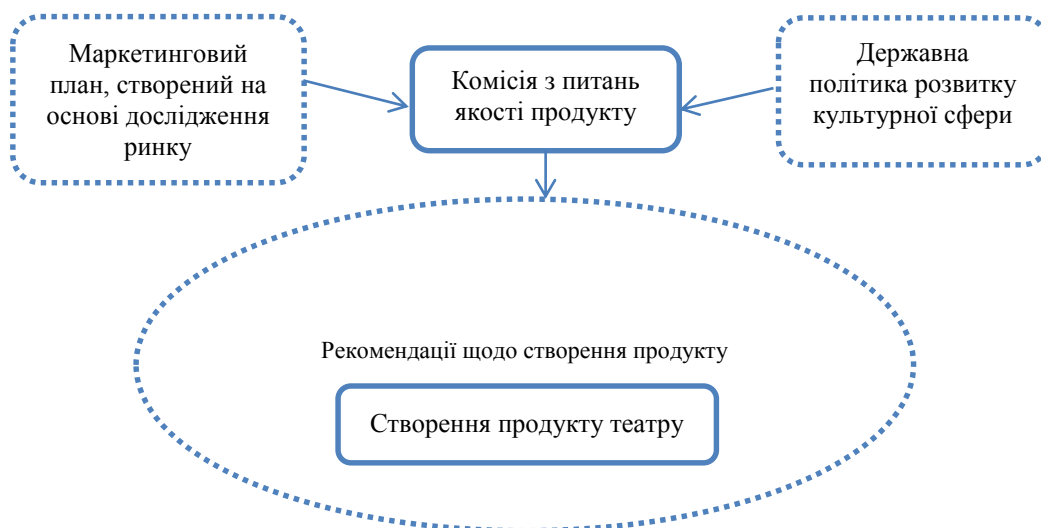 Маркетинговий
план, створений на
основі дослідження
ринку
Комісія з питань
якості продукту
Державна
політика розвитку
культурної сфери
Рекомендації щодо створення продукту
Створення продукту театру